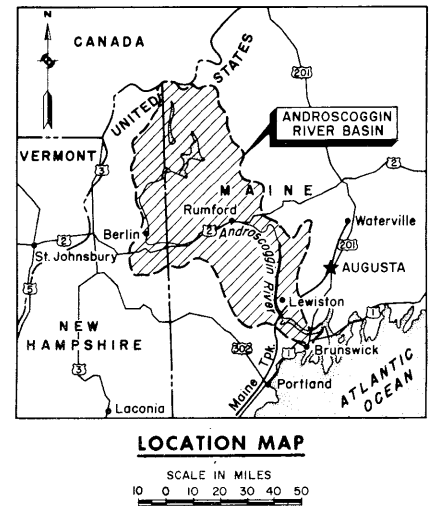 N
CANADA
UNITED STATES
201
ANDROSCOGGIN
RIVER BASIN
VERMONT
3
2
MAINE
Rumford
Waterville
Berlin
2
Androscoggin River
201
2
St. Johnsbury
AUGUSTA
5
Lewiston
1
NEW
HAMPSHIRE
302
1
Brunswick
3
Maine Tpk.
Portland
ATLANTIC
OCEAN
Laconia
LOCATION MAP
SCALE IN MILES
10 0 10 20 30 40 50